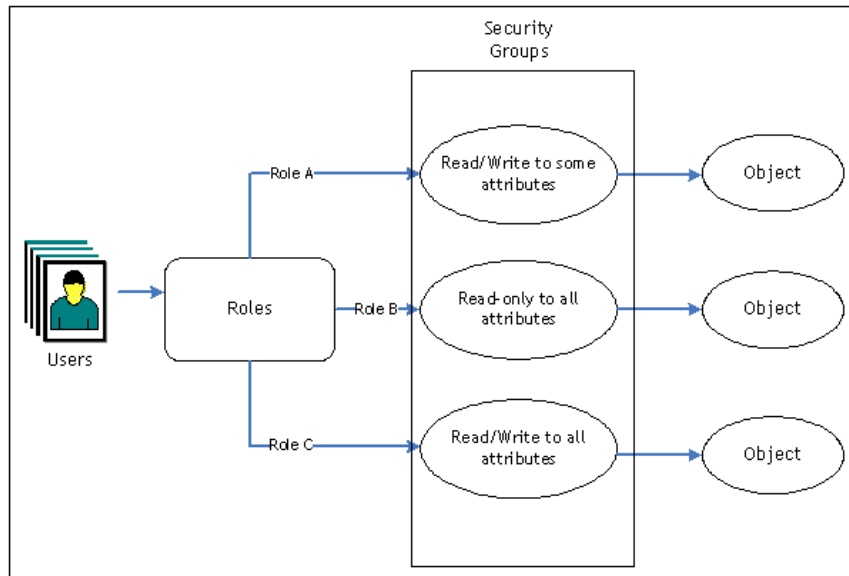 Security
Groups
Role A
Read/Write to some
attributes
Object
Users
Roles
Role B
Read-only to all
attributes
Object
Role C
Read/Write to all
attributes
Object